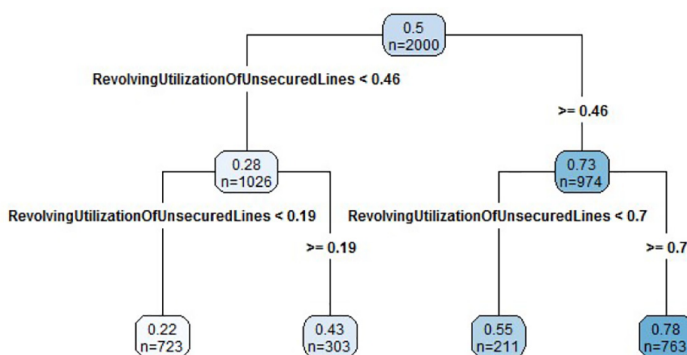 0.5
n=2000
RevolvingUtilizationOfUnsecuredLines < 0.46
>= 0.46
0.28
n=1026
0.73
n=974
RevolvingUtilizationOfUnsecuredLines < 0.19
RevolvingUtilizationOfUnsecuredLines < 0.7
>= 0.19
>= 0.7
0.22
n=723
0.43
n=303
0.55
n=211
0.78
n=763